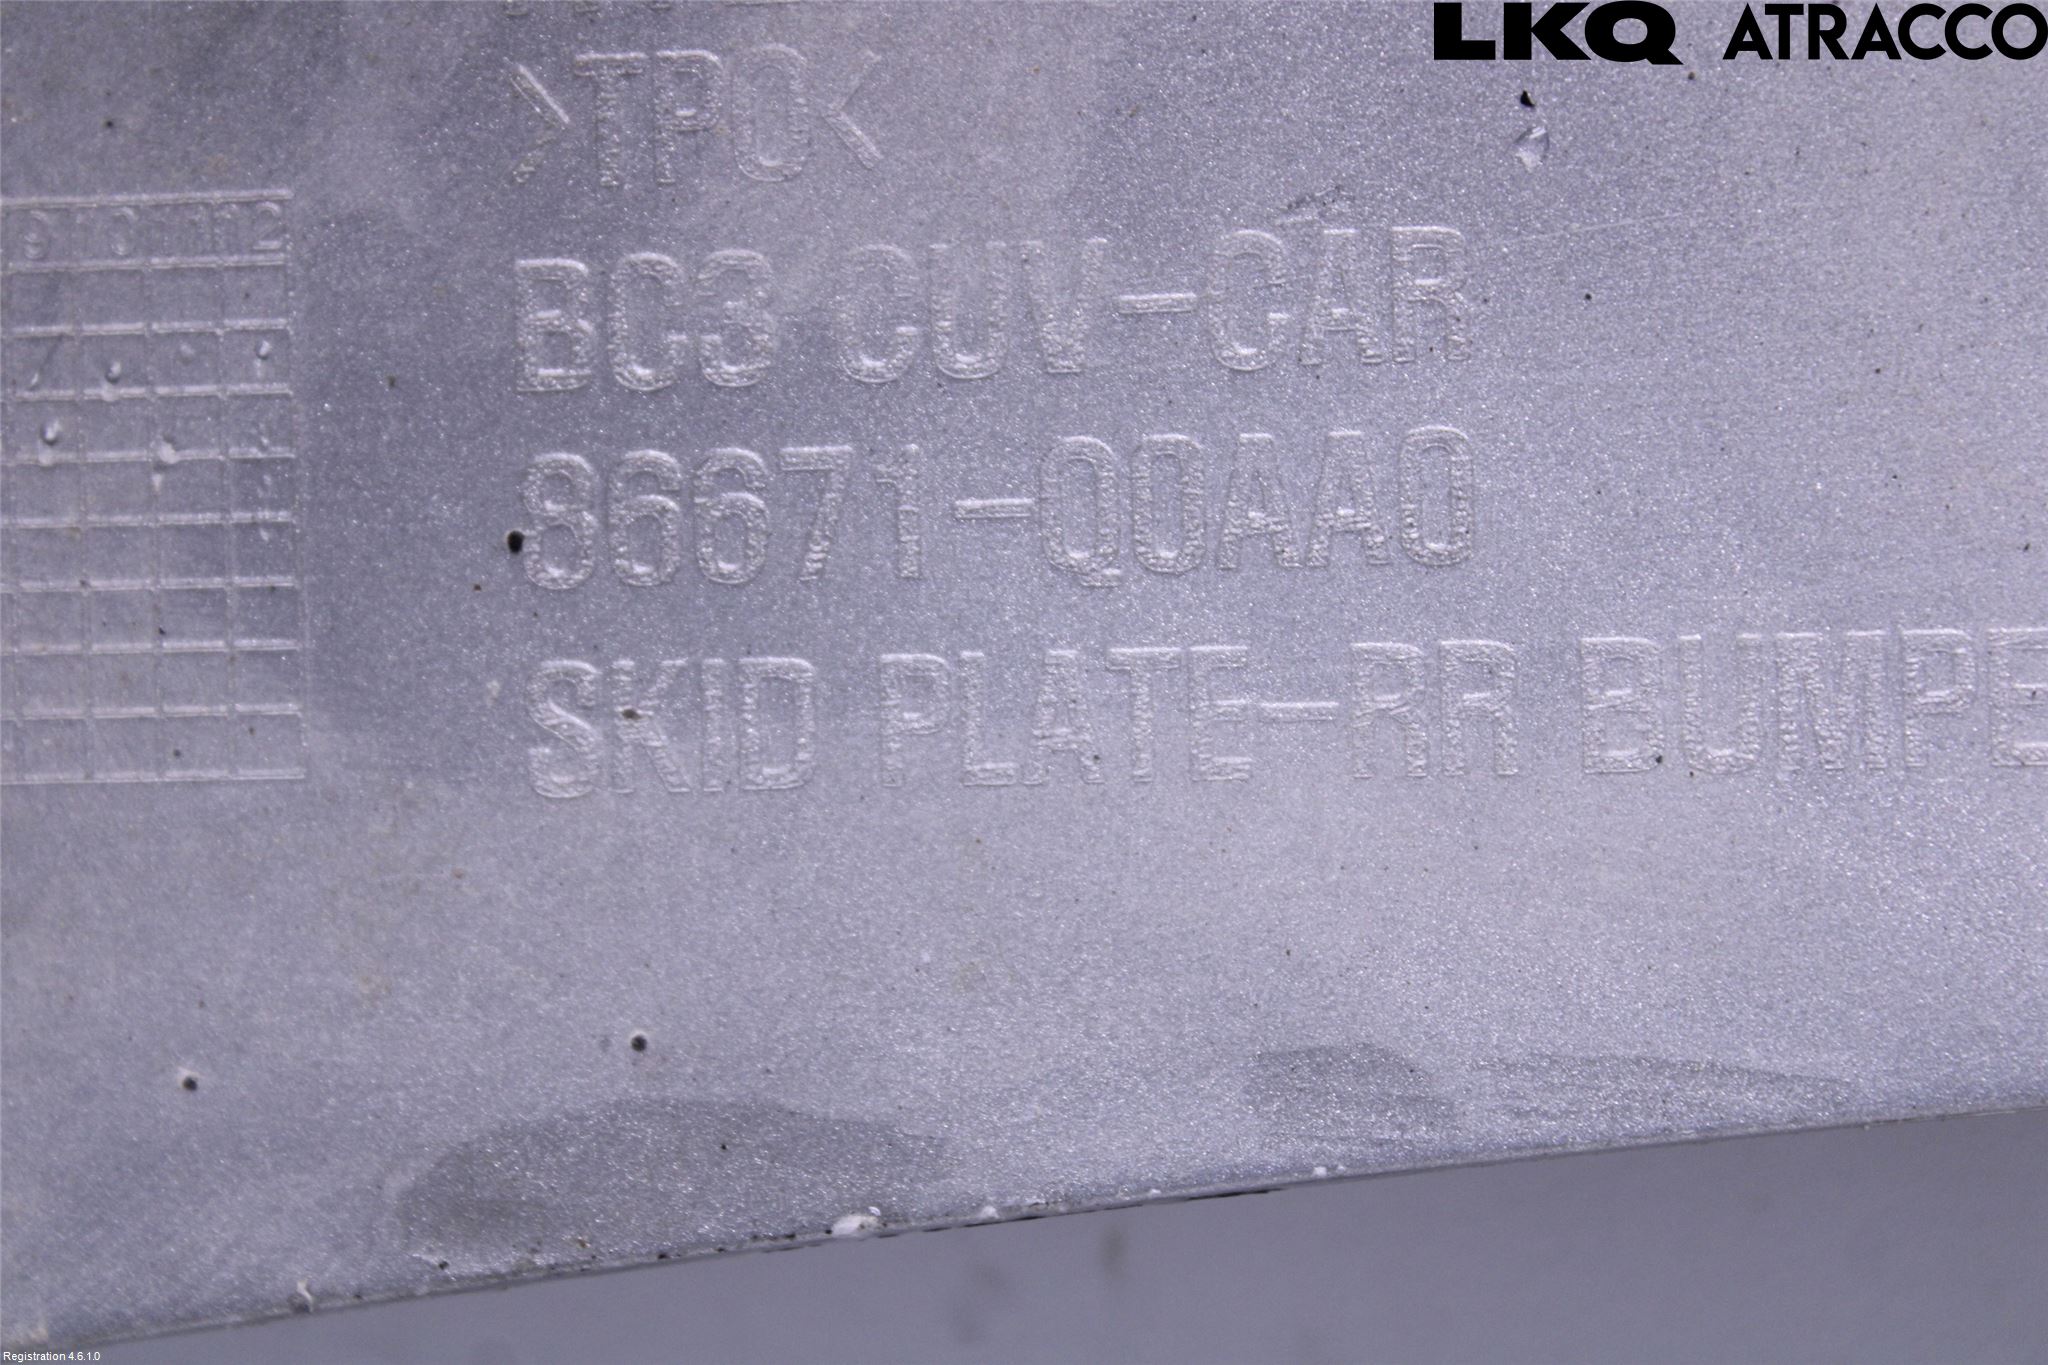 LKQ ATRACCO
>TPO<
9 10 11 12
BC3 CUV-CAR
86671-Q0AA0
SKID PLATE-RR BUMPE
Registration 4.6.1.0